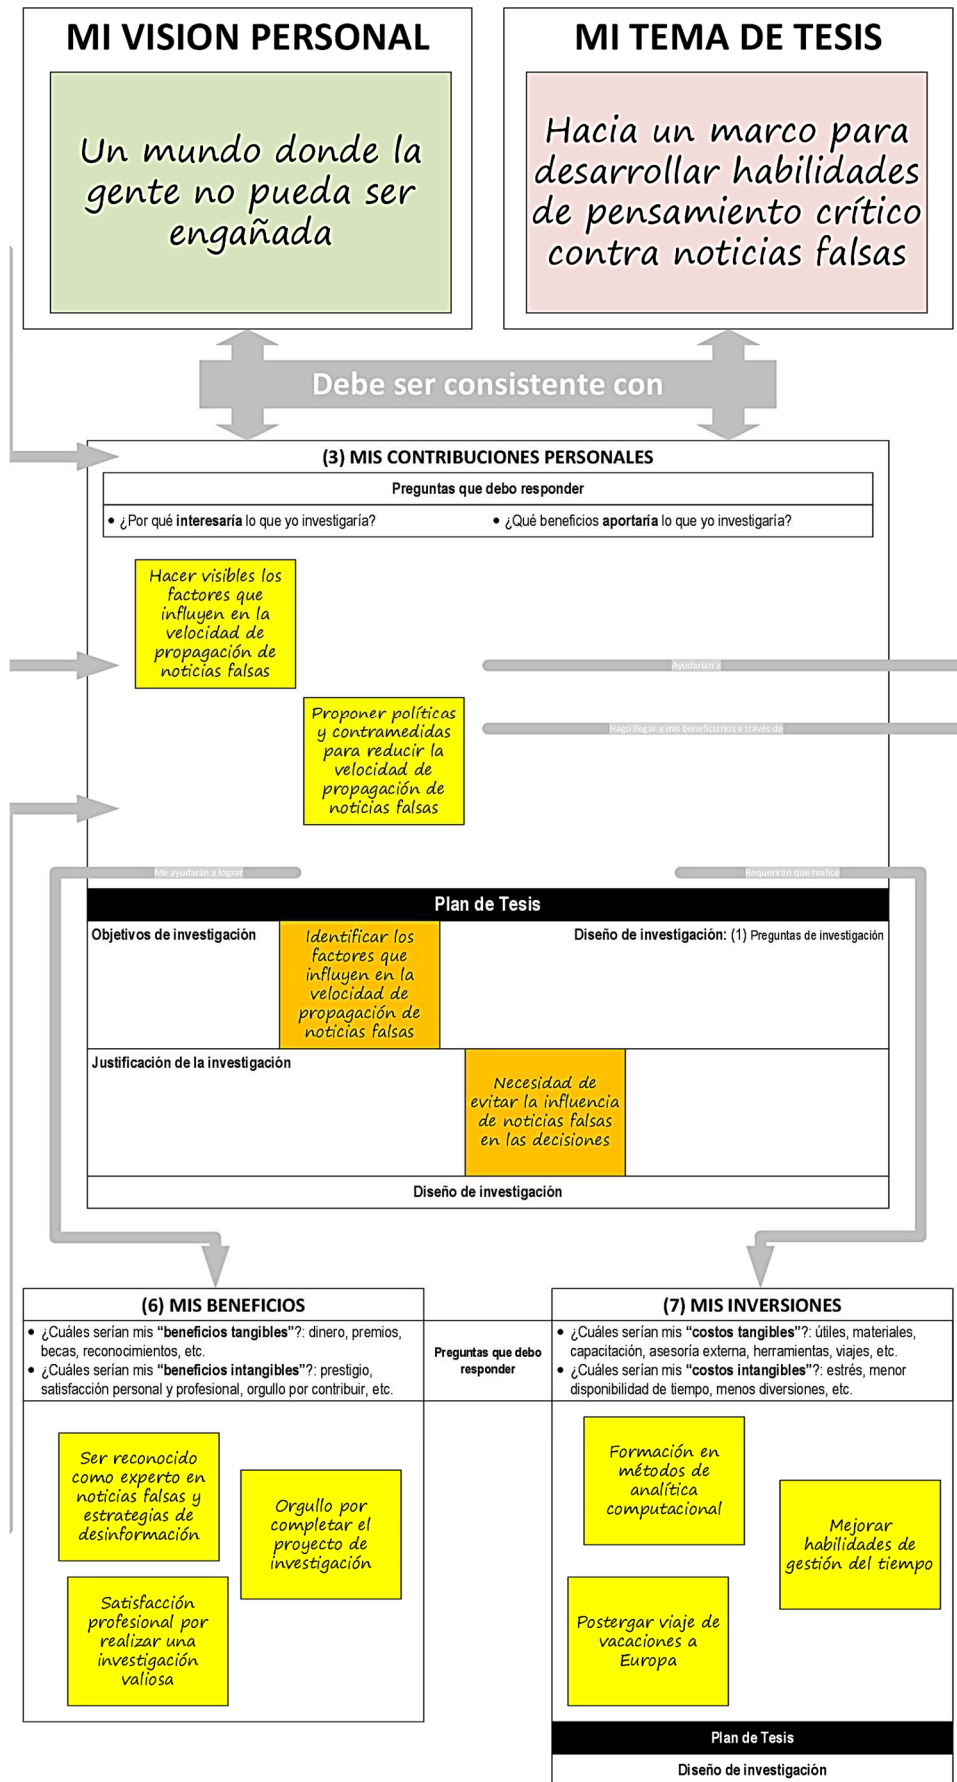 MI VISION PERSONAL
Un mundo donde la
gente no pueda ser
engañada
MI TEMA DE TESIS
Hacia un marco para
desarrollar habilidades
de pensamiento crítico
contra noticias falsas
Debe ser consistente con
(3) MIS CONTRIBUCIONES PERSONALES
Preguntas que debo responder
• ¿Por qué interesaría lo que yo investigaría?
• ¿Qué beneficios aportaría lo que yo investigaría?
Hacer visibles los
factores que
influyen en la
velocidad de
propagación de
noticias falsas
Ayudarían a
Proponer políticas
y contramedidas
para reducir la
velocidad de
propagación de
noticias falsas
Hago llegar a mis beneficiarios a través de
Me ayudarán a lograr
Requerirán que realice
Plan de Tesis
Objetivos de investigación
Identificar los
factores que
influyen en la
velocidad de
propagación de
noticias falsas
Diseño de investigación: (1) Preguntas de investigación
Justificación de la investigación
Necesidad de
evitar la influencia
de noticias falsas
en las decisiones
Diseño de investigación
(6) MIS BENEFICIOS
• ¿Cuáles serían mis “beneficios tangibles”?: dinero, premios,
becas, reconocimientos, etc.
• ¿Cuáles serían mis “beneficios intangibles”?: prestigio,
satisfacción personal y profesional, orgullo por contribuir, etc.
Preguntas que debo
responder
(7) MIS INVERSIONES
• ¿Cuáles serían mis “costos tangibles”?: útiles, materiales,
capacitación, asesoría externa, herramientas, viajes, etc.
• ¿Cuáles serían mis “costos intangibles”?: estrés, menor
disponibilidad de tiempo, menos diversiones, etc.
Ser reconocido
como experto en
noticias falsas y
estrategias de
desinformación
Orgullo por
completar el
proyecto de
investigación
Satisfacción
profesional por
realizar una
investigación
valiosa
Formación en
métodos de
analítica
computacional
Mejorar
habilidades de
gestión del tiempo
Postergar viaje de
vacaciones a
Europa
Plan de Tesis
Diseño de investigación